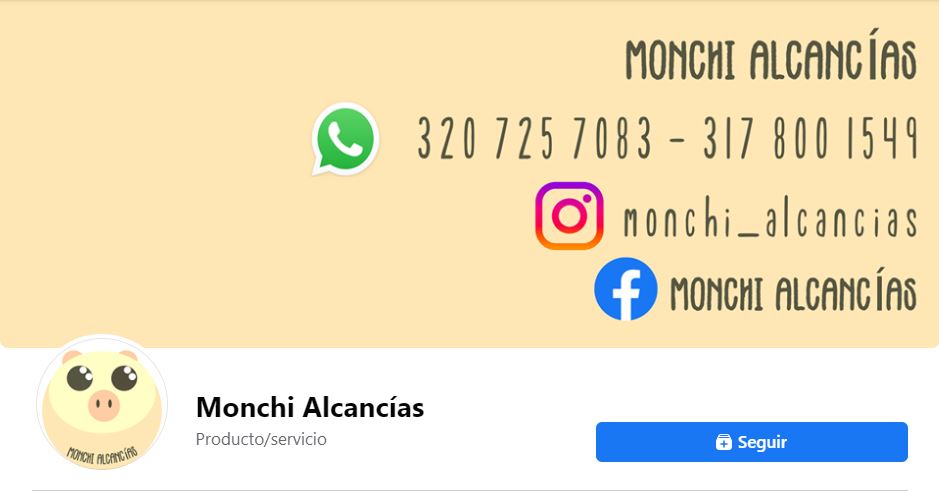 MONCHI ALCANCÍAS
320 725 7083 - 317 800 1549
monchi_alcancias
MONCHI ALCANCÍAS
MONCHI ALCANCÍAS
Monchi Alcancías
Producto/servicio
Seguir